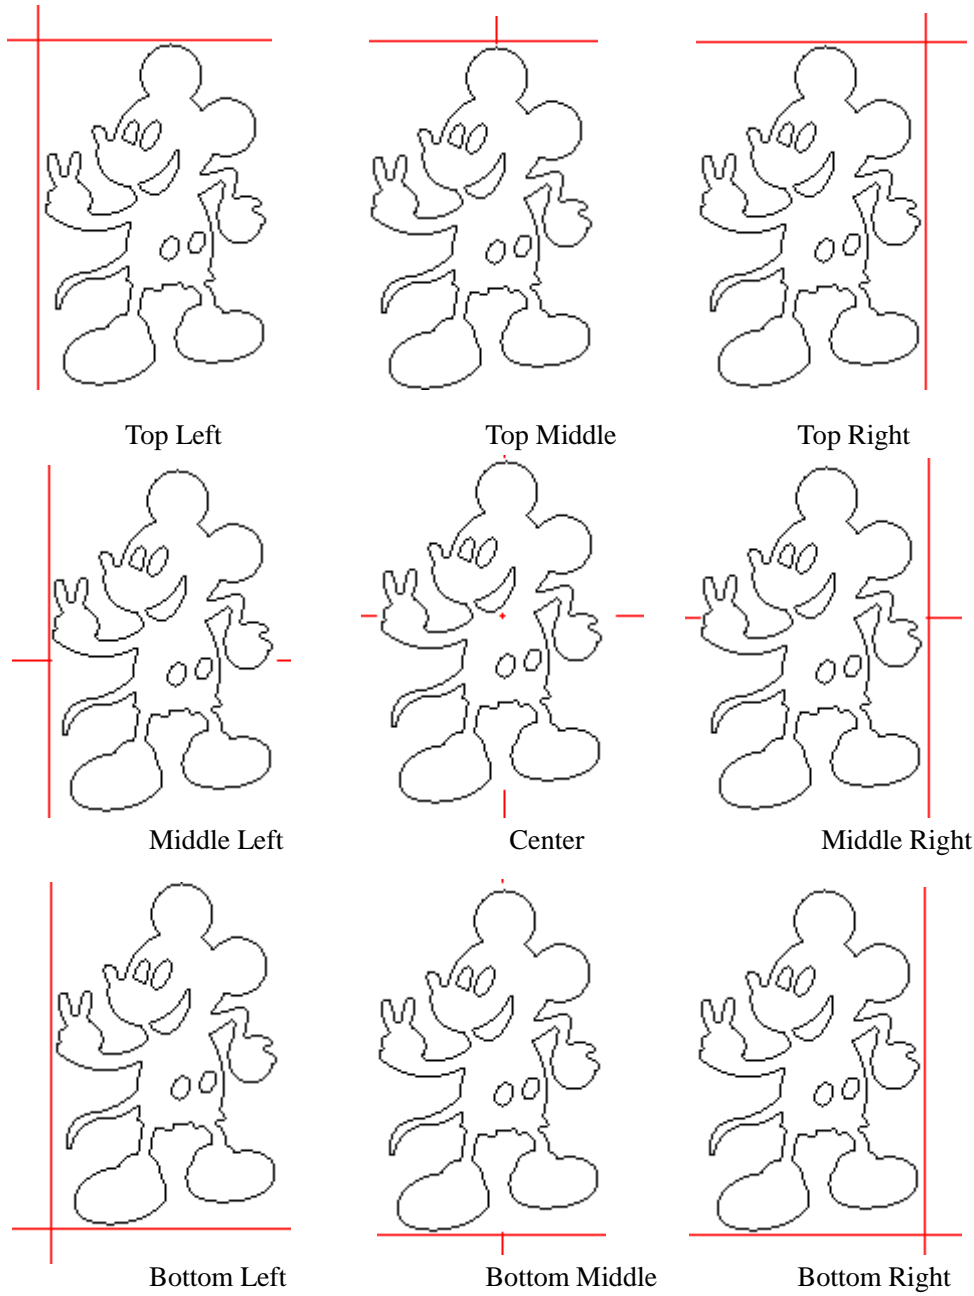 Top Left
Top Middle
Top Right
Middle Left
Center
Middle Right
Bottom Left
Bottom Middle
Bottom Right